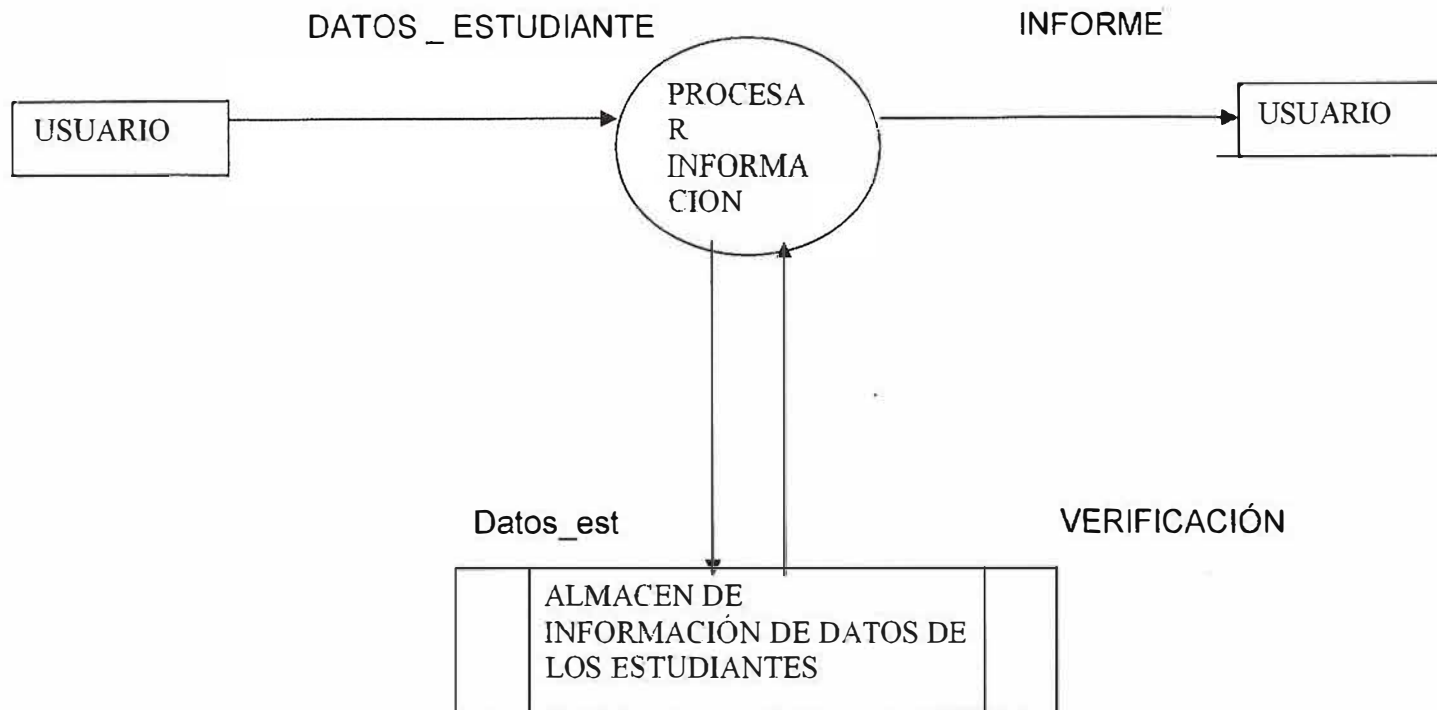 DATOS _ ESTUDIANTE
INFORME
USUARIO
PROCESA
R
INFORMA
CION
USUARIO
Datos_est
VERIFICACIÓN
ALMACEN DE
INFORMACIÓN DE DATOS DE
LOS ESTUDIANTES